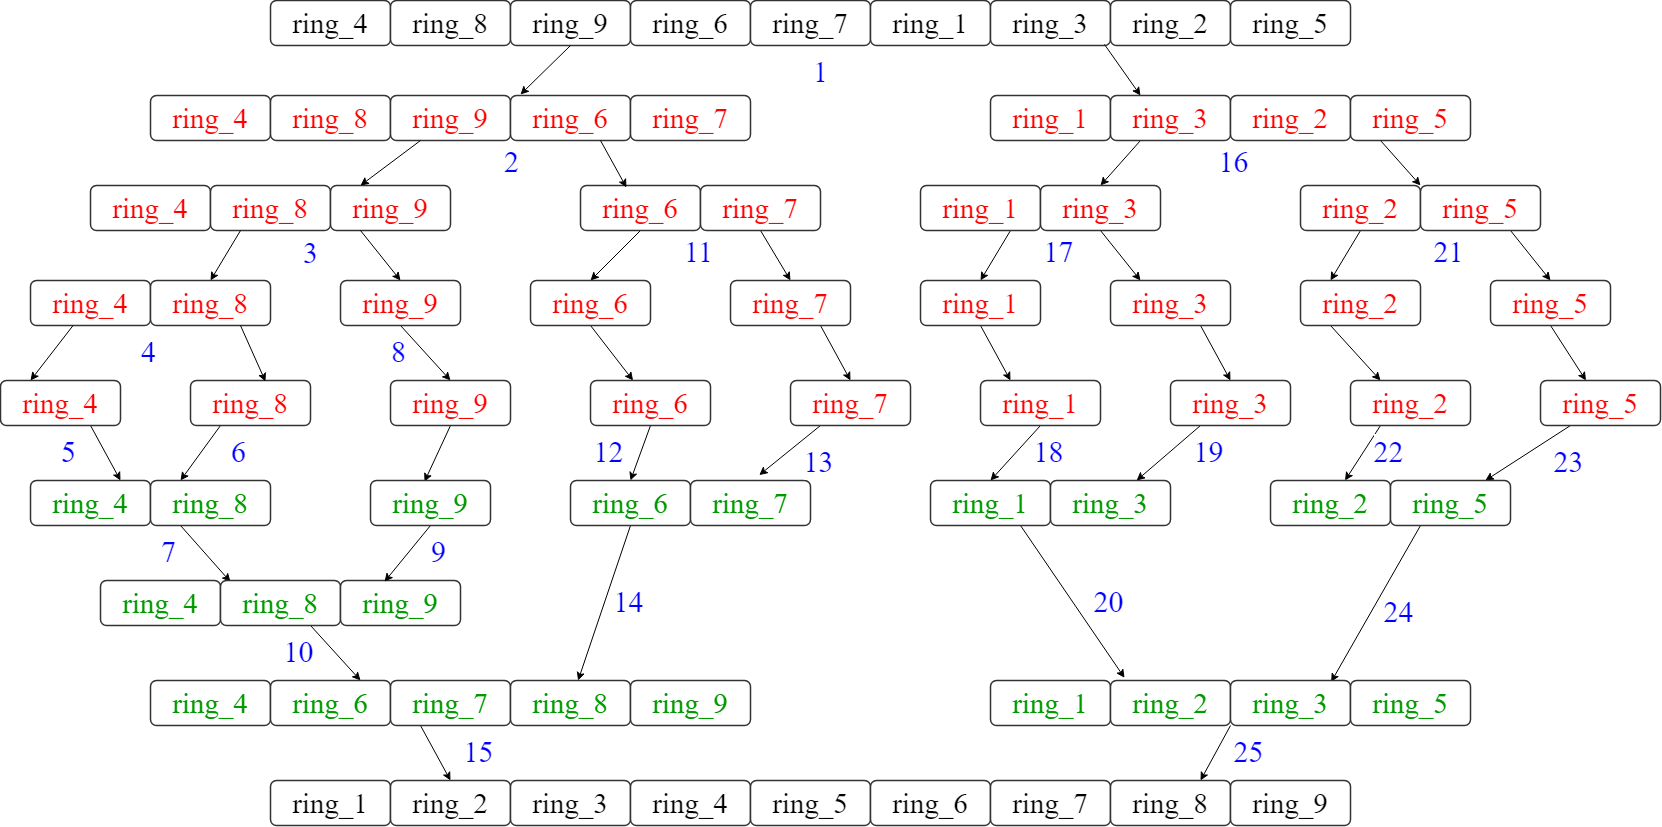 ring_4 ring_8 ring_9 ring_6 ring_7 ring_1 ring_3 ring_2 ring_5
1
ring_4 ring_8 ring_9 ring_6 ring_7 ring_1 ring_3 ring_2 ring_5
2 16
ring_4 ring_8 ring_9 ring_6 ring_7 ring_1 ring_3 ring_2 ring_5
3 11 17 21
ring_4 ring_8 ring_9 ring_6 ring_7 ring_1 ring_3 ring_2 ring_5
4 8
ring_4 ring_8 ring_9 ring_6 ring_7 ring_1 ring_3 ring_2 ring_5
5 6 12 13 18 19 22 23
ring_4 ring_8 ring_9 ring_6 ring_7 ring_1 ring_3 ring_2 ring_5
7 9
ring_4 ring_8 ring_9 14 20 24
10
ring_4 ring_6 ring_7 ring_8 ring_9 ring_1 ring_2 ring_3 ring_5
15 25
ring_1 ring_2 ring_3 ring_4 ring_5 ring_6 ring_7 ring_8 ring_9